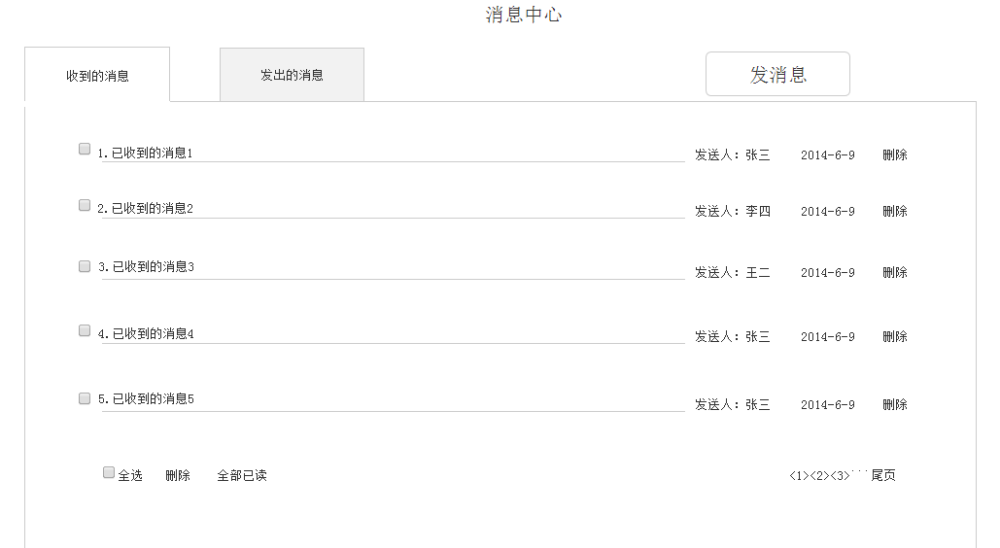 消息中心
收到的消息 发出的消息 发消息
1.已收到的消息1 发送人：张三 2014-6-9 删除
2.已收到的消息2 发送人：李四 2014-6-9 删除
3.已收到的消息3 发送人：王二 2014-6-9 删除
4.已收到的消息4 发送人：张三 2014-6-9 删除
5.已收到的消息5 发送人：张三 2014-6-9 删除
全选 删除 全部已读 <1><2><3>```尾页